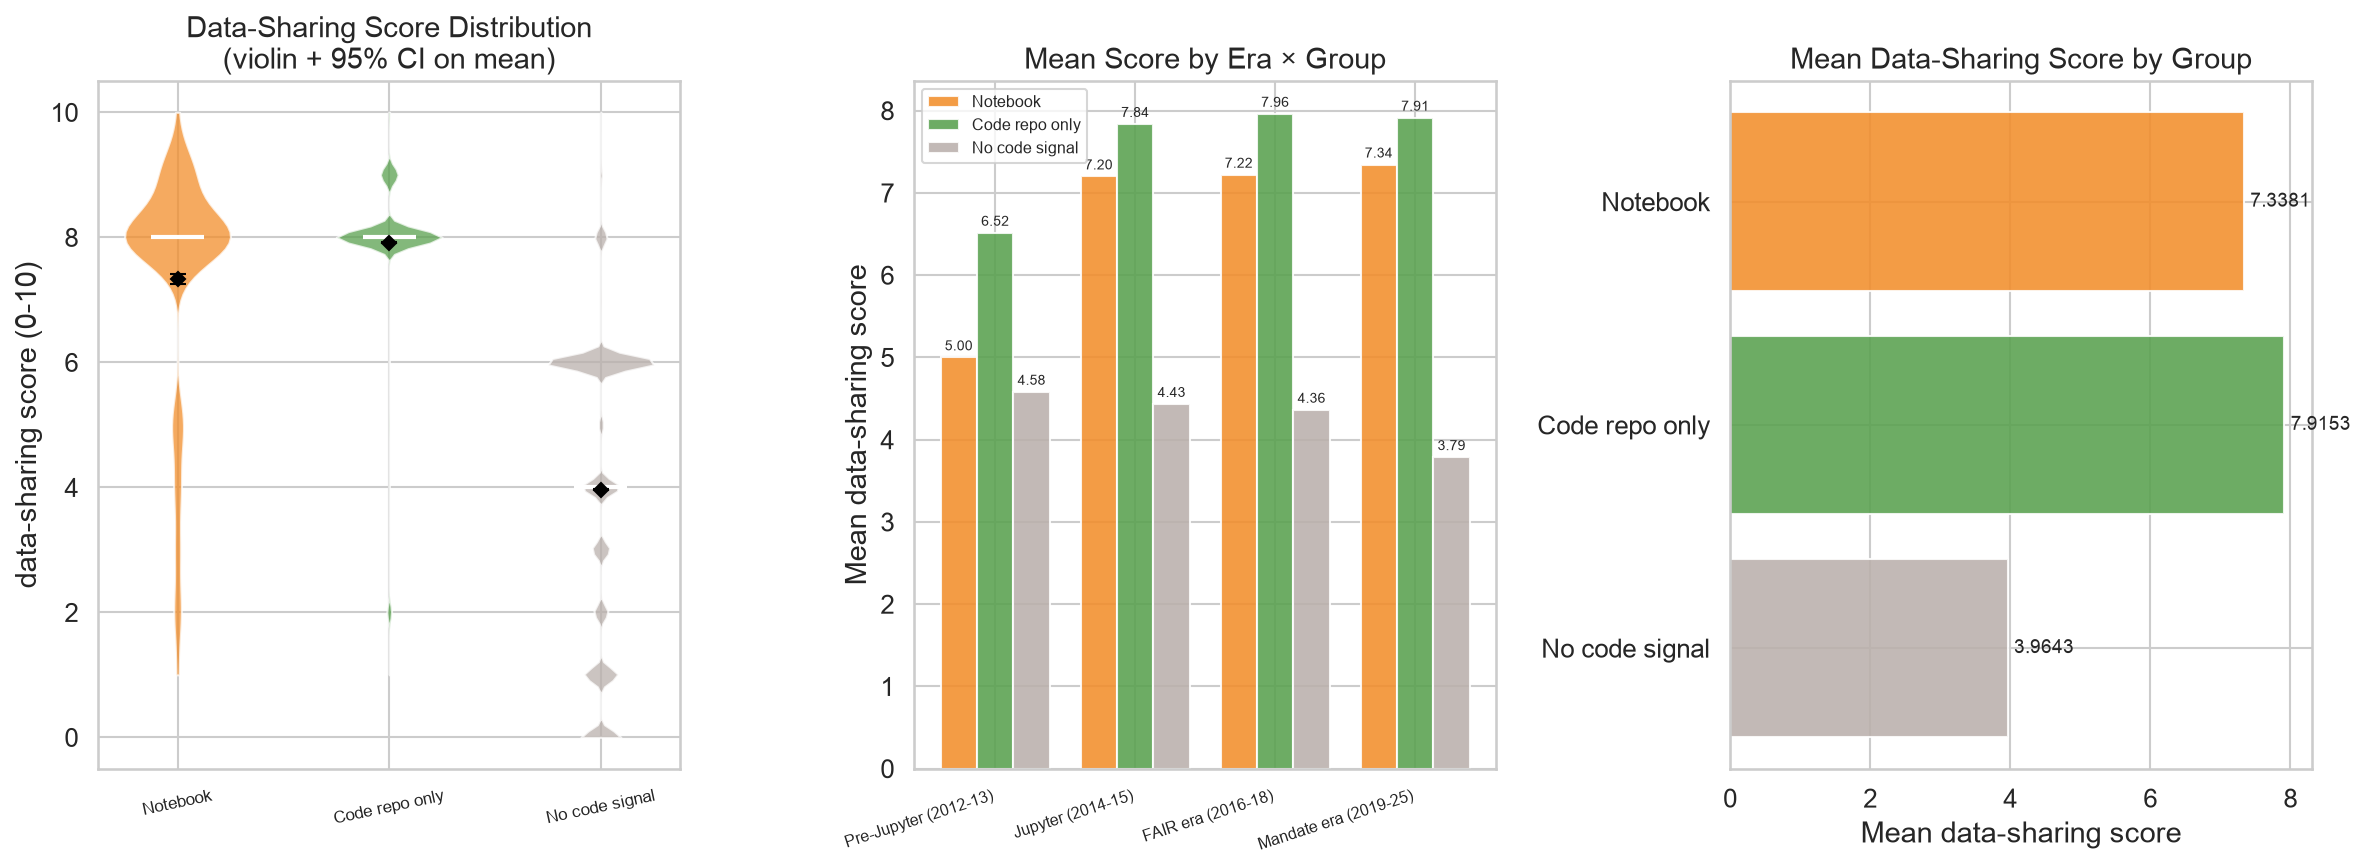 Data-Sharing Score Distribution
(violin + 95% CI on mean)
data-sharing score (0-10)
10
8
6
4
2
0
Notebook
Code repo only
No code signal
Mean Score by Era × Group
Mean data-sharing score
Notebook
Code repo only
No code signal
8
7
6
5
4
3
2
1
0
5.00
6.52
4.58
7.20
7.84
4.43
7.22
7.96
4.36
7.34
7.91
3.79
Pre-Jupyter (2012-13)
Jupyter (2014-15)
FAIR era (2016-18)
Mandate era (2019-25)
Mean Data-Sharing Score by Group
Notebook
7.3381
Code repo only
7.9153
No code signal
3.9643
0
2
4
6
8
Mean data-sharing score